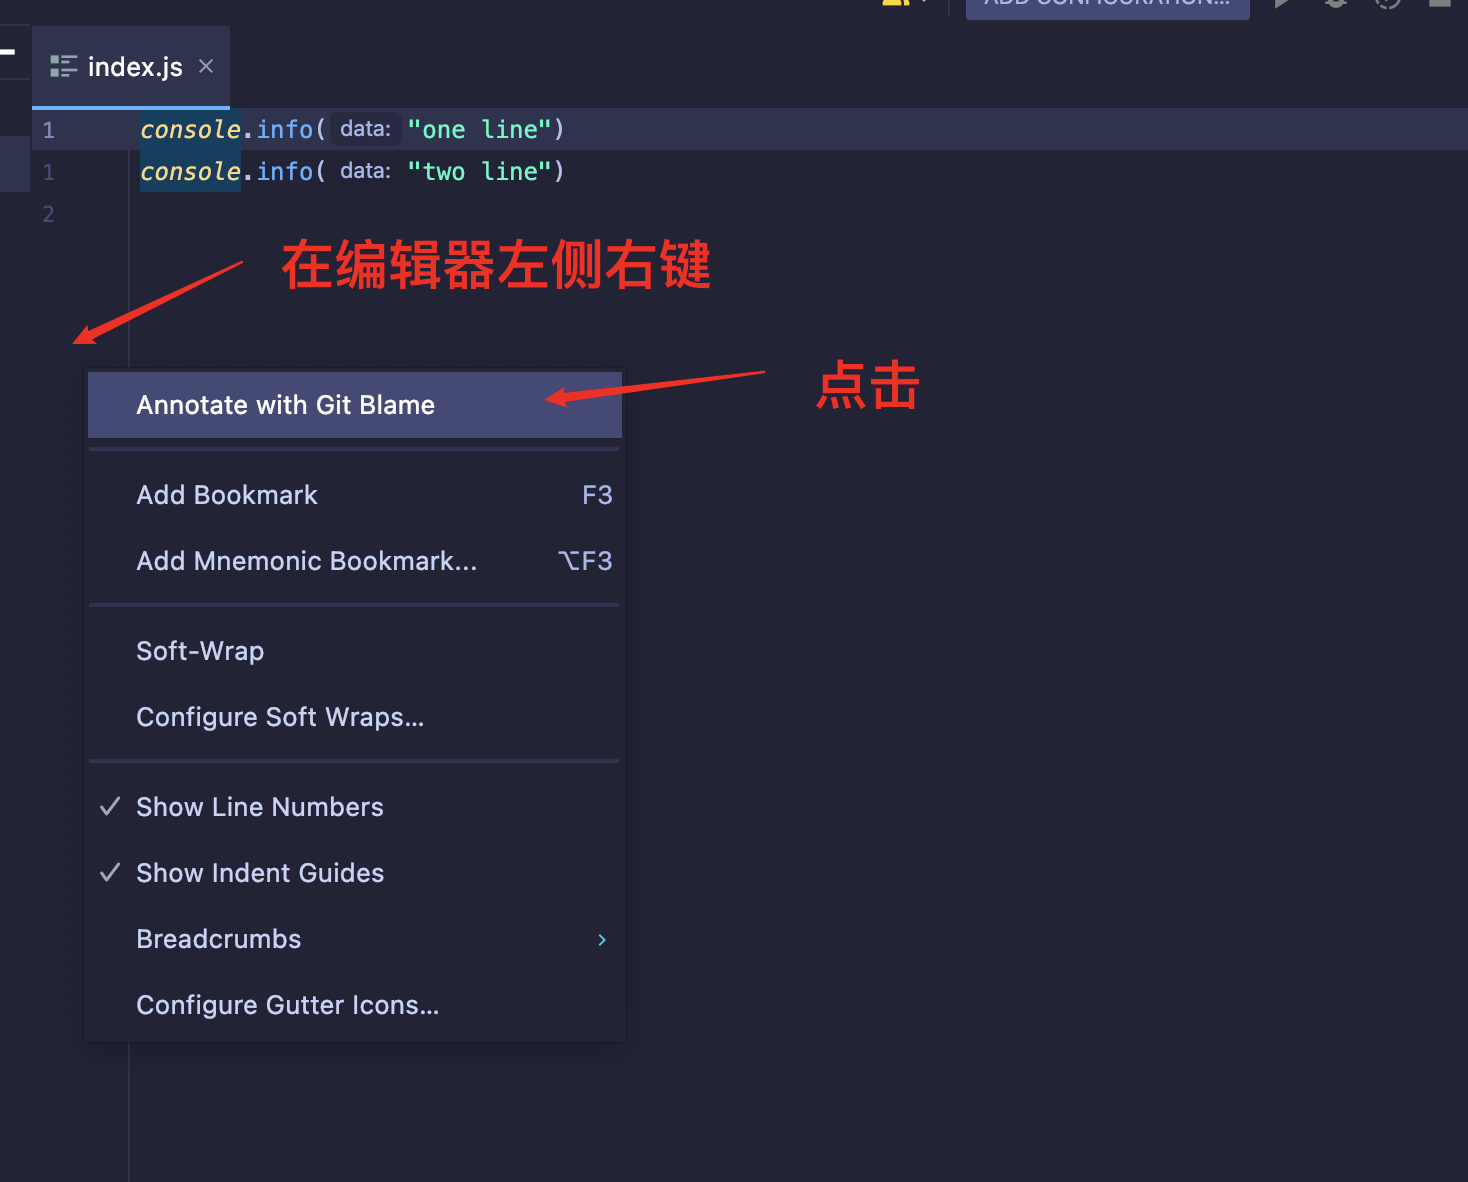 ADD CONFIGURATION...
index.js
1 console.info( data: "one line")
1 console.info( data: "two line")
2
在编辑器左侧右键
点击
Annotate with Git Blame
Add Bookmark F3
Add Mnemonic Bookmark... ⌥F3
Soft-Wrap
Configure Soft Wraps...
Show Line Numbers
Show Indent Guides
Breadcrumbs
Configure Gutter Icons...